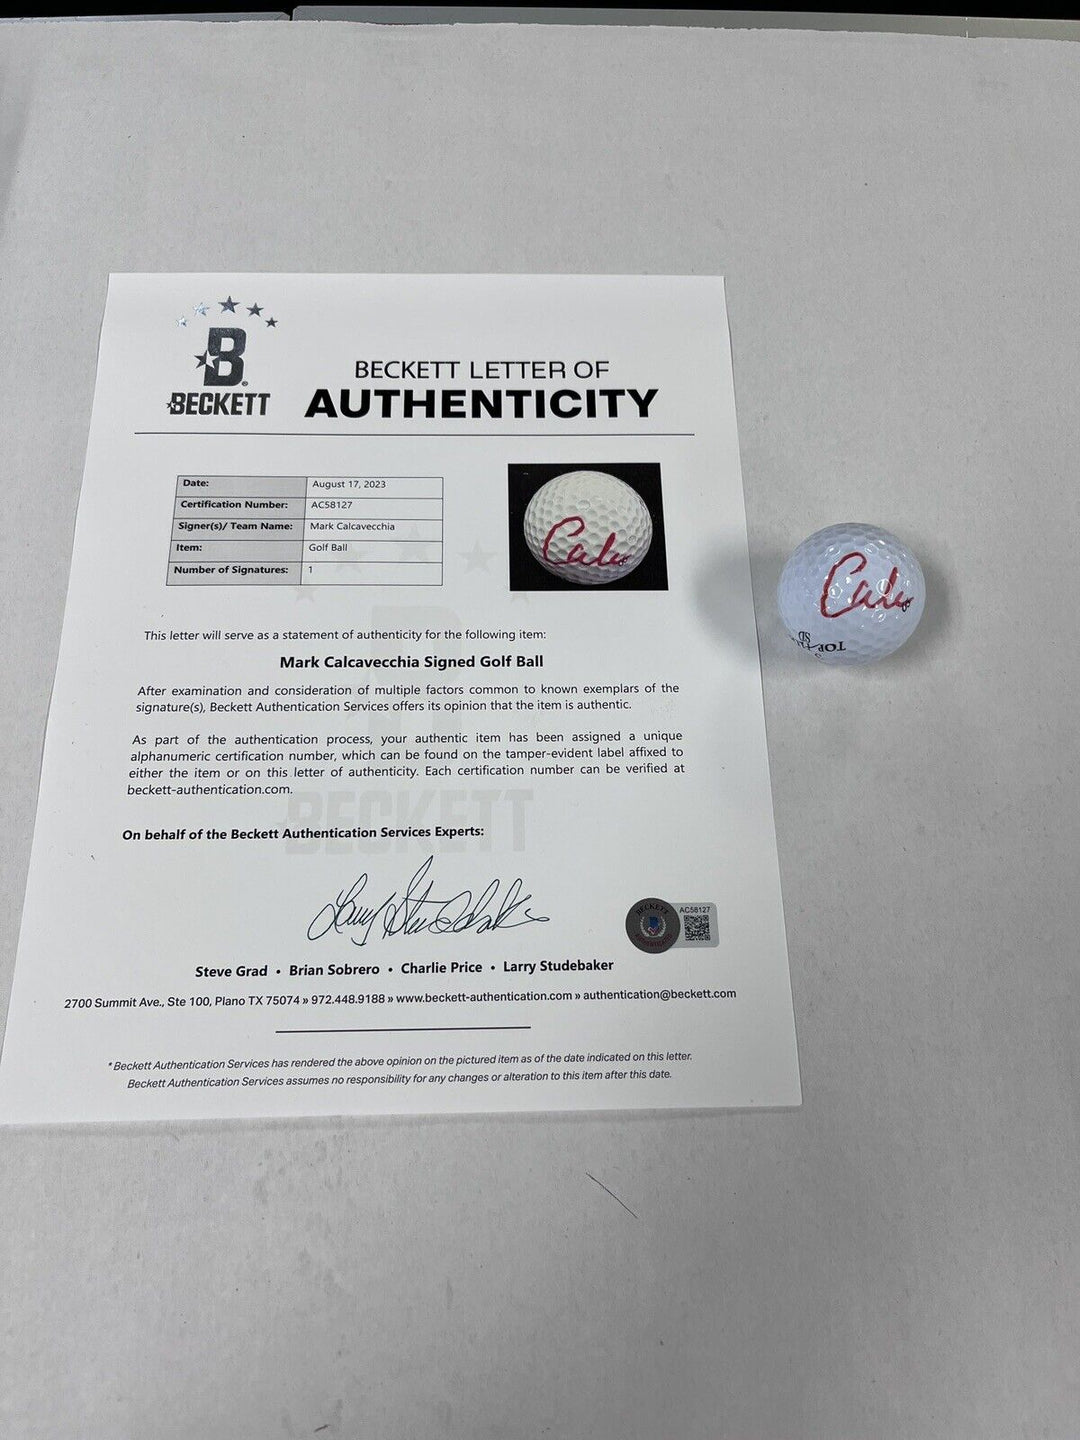 B
BECKETT
BECKETT LETTER OF
AUTHENTICITY
Date: August 17, 2023
Certification Number: AC58127
Signer(s)/ Team Name: Mark Calcavecchia
Item: Golf Ball
Number of Signatures: 1
Calc
Calc
TOP
This letter will serve as a statement of authenticity for the following item:
Mark Calcavecchia Signed Golf Ball
After examination and consideration of multiple factors common to known exemplars of the
signature(s), Beckett Authentication Services offers its opinion that the item is authentic.
As part of the authentication process, your authentic item has been assigned a unique
alphanumeric certification number, which can be found on the tamper-evident label affixed to
either the item or on this letter of authenticity. Each certification number can be verified at
beckett-authentication.com.
BECKETT
On behalf of the Beckett Authentication Services Experts:
Larry Studebaker
BECKETT
AC58127
Steve Grad • Brian Sobrero • Charlie Price • Larry Studebaker
2700 Summit Ave., Ste 100, Plano TX 75074 » 972.448.9188 » www.beckett-authentication.com » authentication@beckett.com
* Beckett Authentication Services has rendered the above opinion on the pictured item as of the date indicated on this letter.
Beckett Authentication Services assumes no responsibility for any changes or alteration to this item after this date.